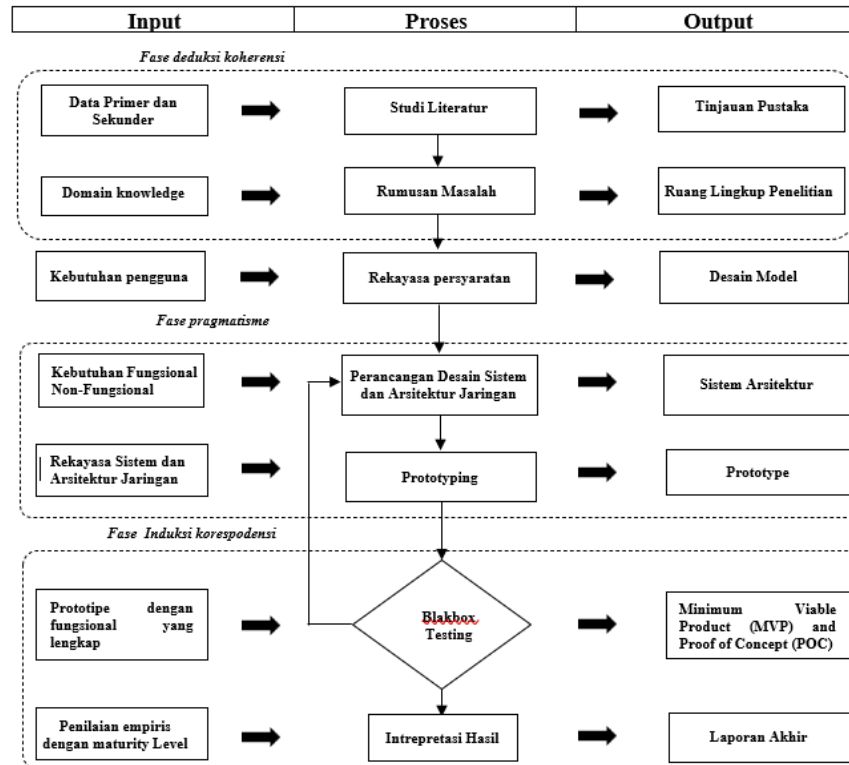 Input
Proses
Output
Fase deduksi koherensi
Data Primer dan
Sekunder
Studi Literatur
Tinjauan Pustaka
Domain knowledge
Rumusan Masalah
Ruang Lingkup Penelitian
Kebutuhan pengguna
Rekayasa persyaratan
Desain Model
Fase pragmatisme
Kebutuhan Fungsional
Non-Fungsional
Perancangan Desain Sistem
dan Arsitektur Jaringan
Sistem Arsitektur
Rekayasa Sistem dan
Arsitektur Jaringan
Prototyping
Prototype
Fase Induksi korespodensi
Prototipe dengan
fungsional yang
lengkap
Blakbox
Testing
Minimum Viable
Product (MVP) and
Proof of Concept (POC)
Penilaian empiris
dengan maturity Level
Intrepretasi Hasil
Laporan Akhir